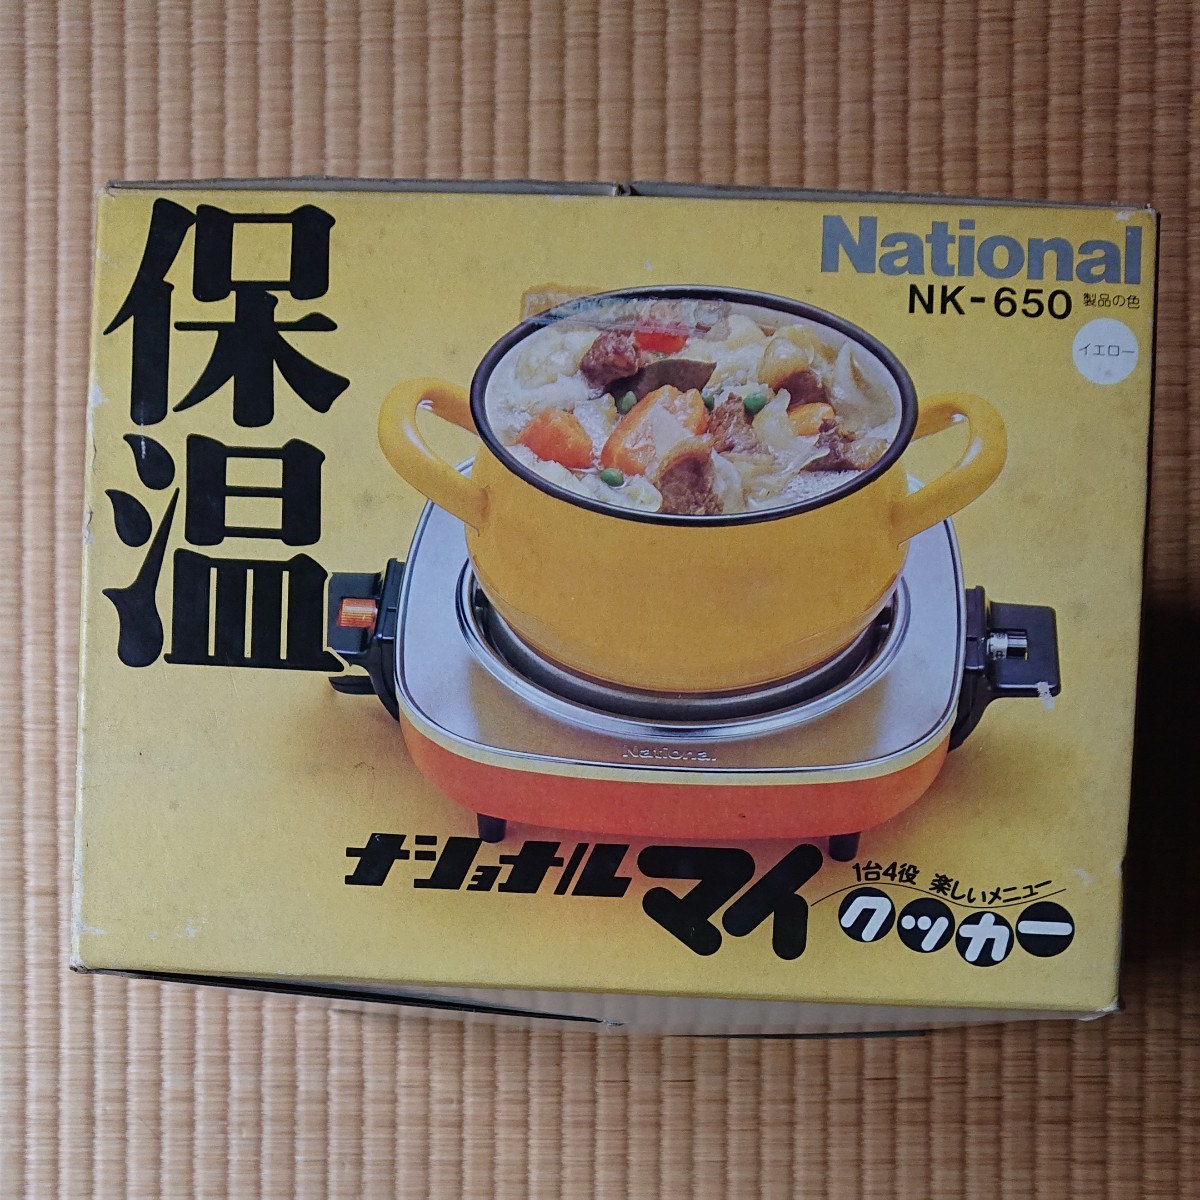 保温
National
NK-650 製品の色
イエロー
National
ナショナルマイ
1台4役 楽しいメニュー
クッカー